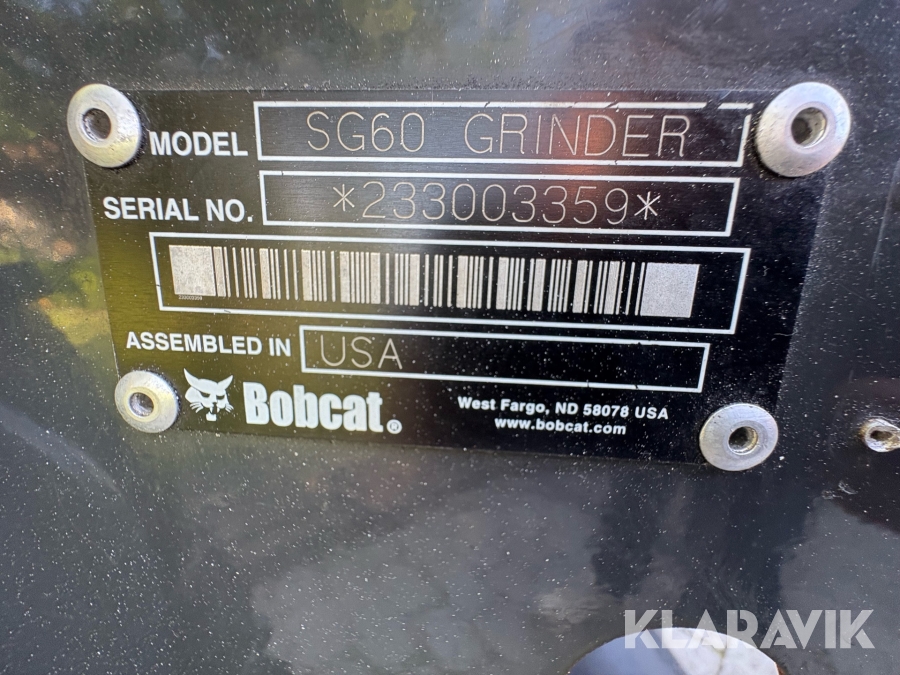 MODEL SG60 GRINDER
SERIAL NO. *233003359*
ASSEMBLED IN USA
Bobcat®
West Fargo, ND 58078 USA
www.bobcat.com
KLARAVIK